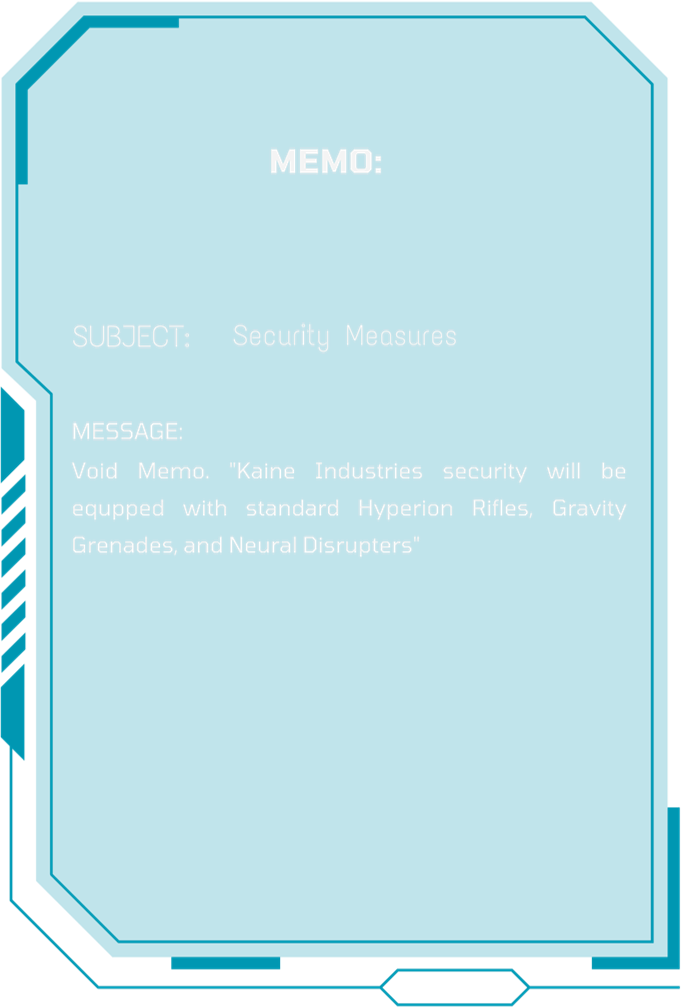 MEMO:
SUBJECT: Security Measures
MESSAGE:
Void Memo. "Kaine Industries security will be
equpped with standard Hyperion Rifles, Gravity
Grenades, and Neural Disrupters"